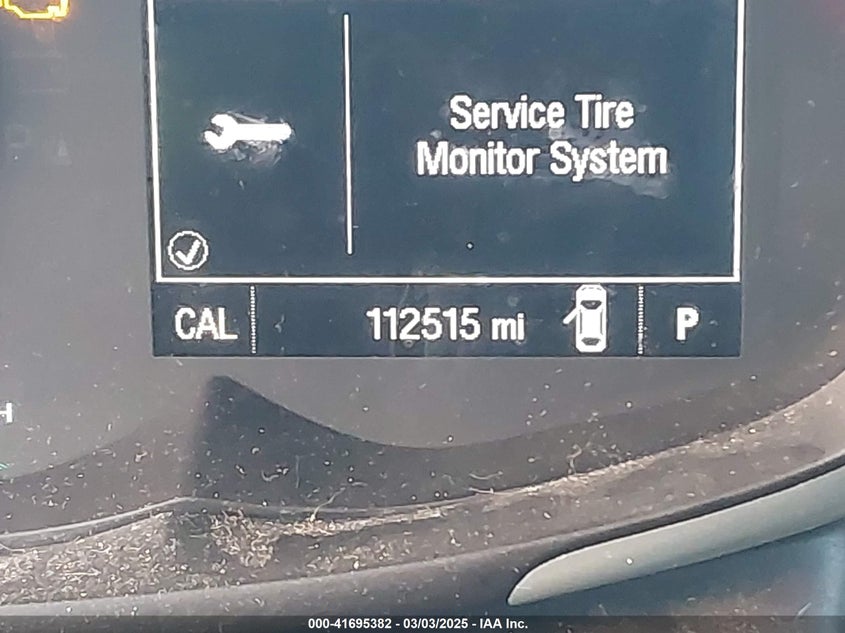 Service Tire
Monitor System
CAL
112515 mi
P
H
000-41695382 - 03/03/2025 - IAA Inc.